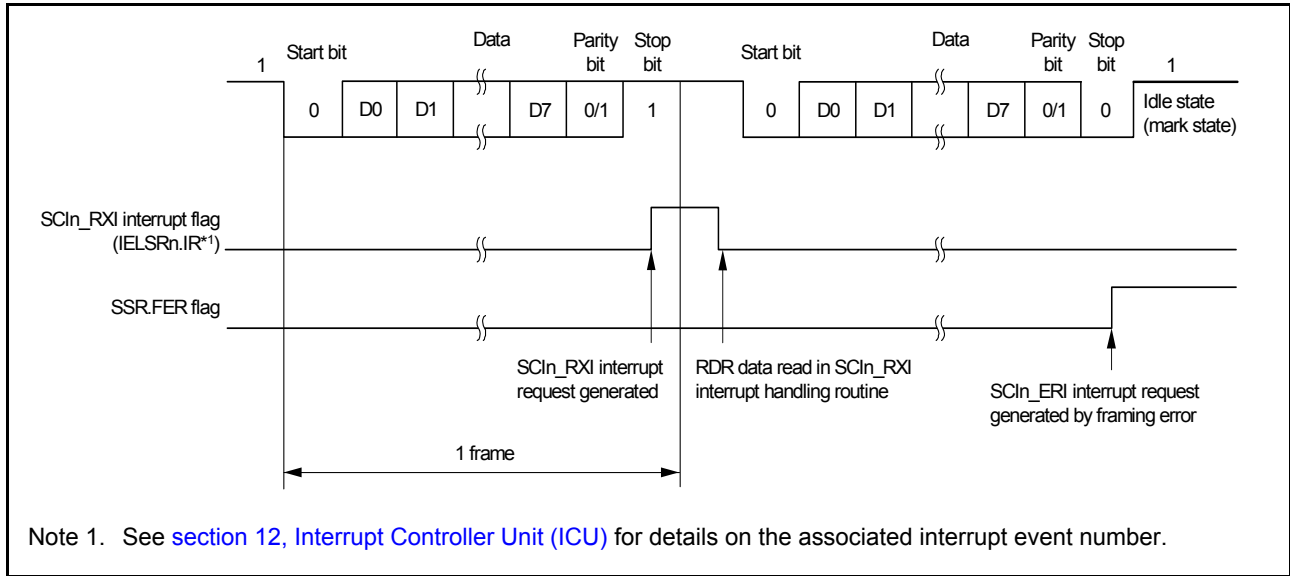 Start bit
Data
Parity
bit
Stop
bit
Start bit
Data
Parity
bit
Stop
bit
1
1
0 D0 D1 D7 0/1 1 0 D0 D1 D7 0/1 0
Idle state
(mark state)
SCIn_RXI interrupt flag
(IELSRn.IR*1)
SSR.FER flag
SCIn_RXI interrupt
request generated
RDR data read in SCIn_RXI
interrupt handling routine
SCIn_ERI interrupt request
generated by framing error
1 frame
Note 1. See section 12, Interrupt Controller Unit (ICU) for details on the associated interrupt event number.